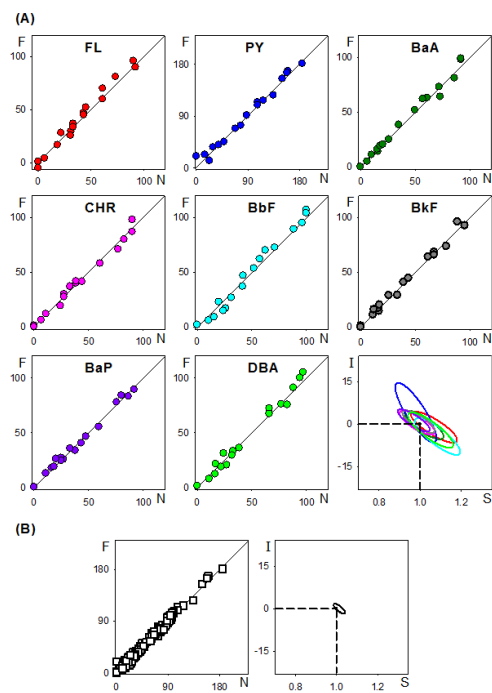 (A)
F FL 100 50 0 0 50 100 N
F PY 180 90 0 0 90 180 N
F BaA 100 50 0 0 50 100 N
F CHR 100 50 0 50 100 N
F BbF 100 50 0 50 100 N
F BkF 100 50 0 50 100 N
F BaP 100 50 0 0 50 100 N
F DBA 100 50 0 0 50 100 N
I 15 0 -15 0.8 1.0 1.2 S
(B)
F 180 90 0 0 90 180 N
I 15 0 -15 0.8 1.0 1.2 S